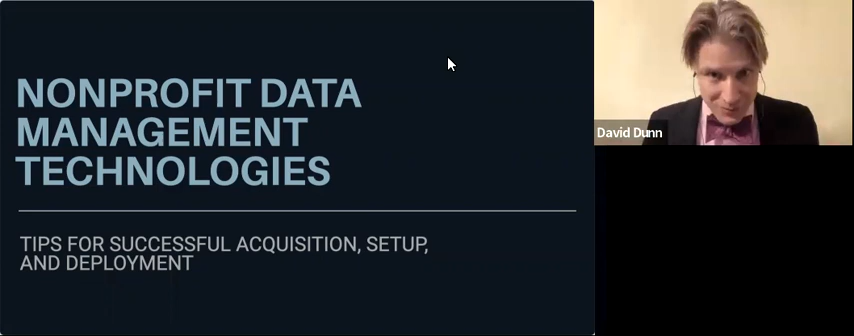 NONPROFIT DATA
MANAGEMENT
TECHNOLOGIES
TIPS FOR SUCCESSFUL ACQUISITION, SETUP,
AND DEPLOYMENT
David Dunn